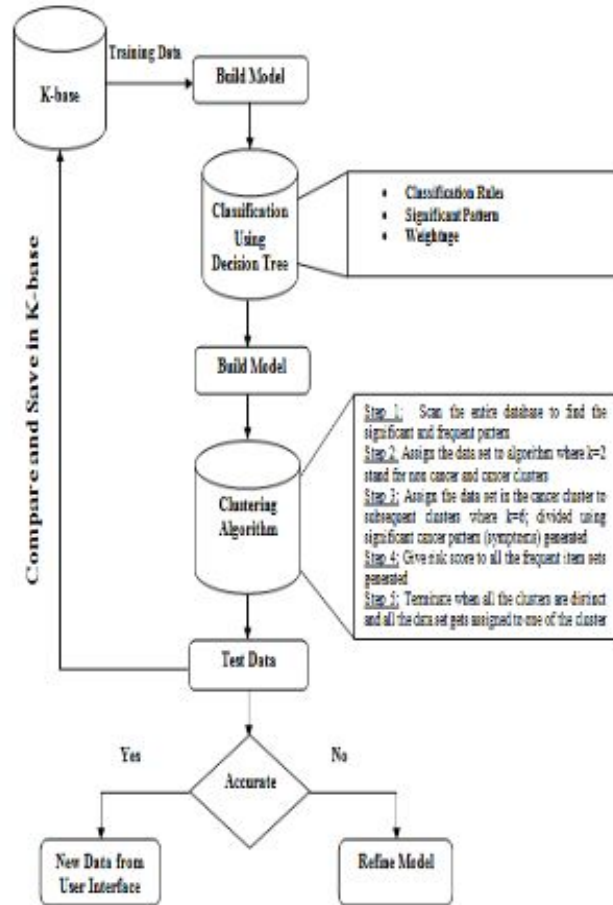 Training Data
K-base
Build Model
Classification
Using
Decision Tree
• Classification Rules
• Significant Pattern
• Weightage
Build Model
Step 1: Scan the entire database to find the
significant and frequent pattern
Step 2: Assign the data set to algorithm where k=2
stand for non cancer and cancer clusters
Step 3: Assign the data set in the cancer cluster to
subsequent clusters where k=6; divided using
significant cancer pattern (symptoms) generated
Step 4: Give risk score to all the frequent item sets
generated
Step 5: Terminate when all the clusters are distinct
and all the data set gets assigned to one of the cluster
Clustering
Algorithm
Compare and Save in K-base
Test Data
Yes
No
Accurate
New Data from
User Interface
Refine Model